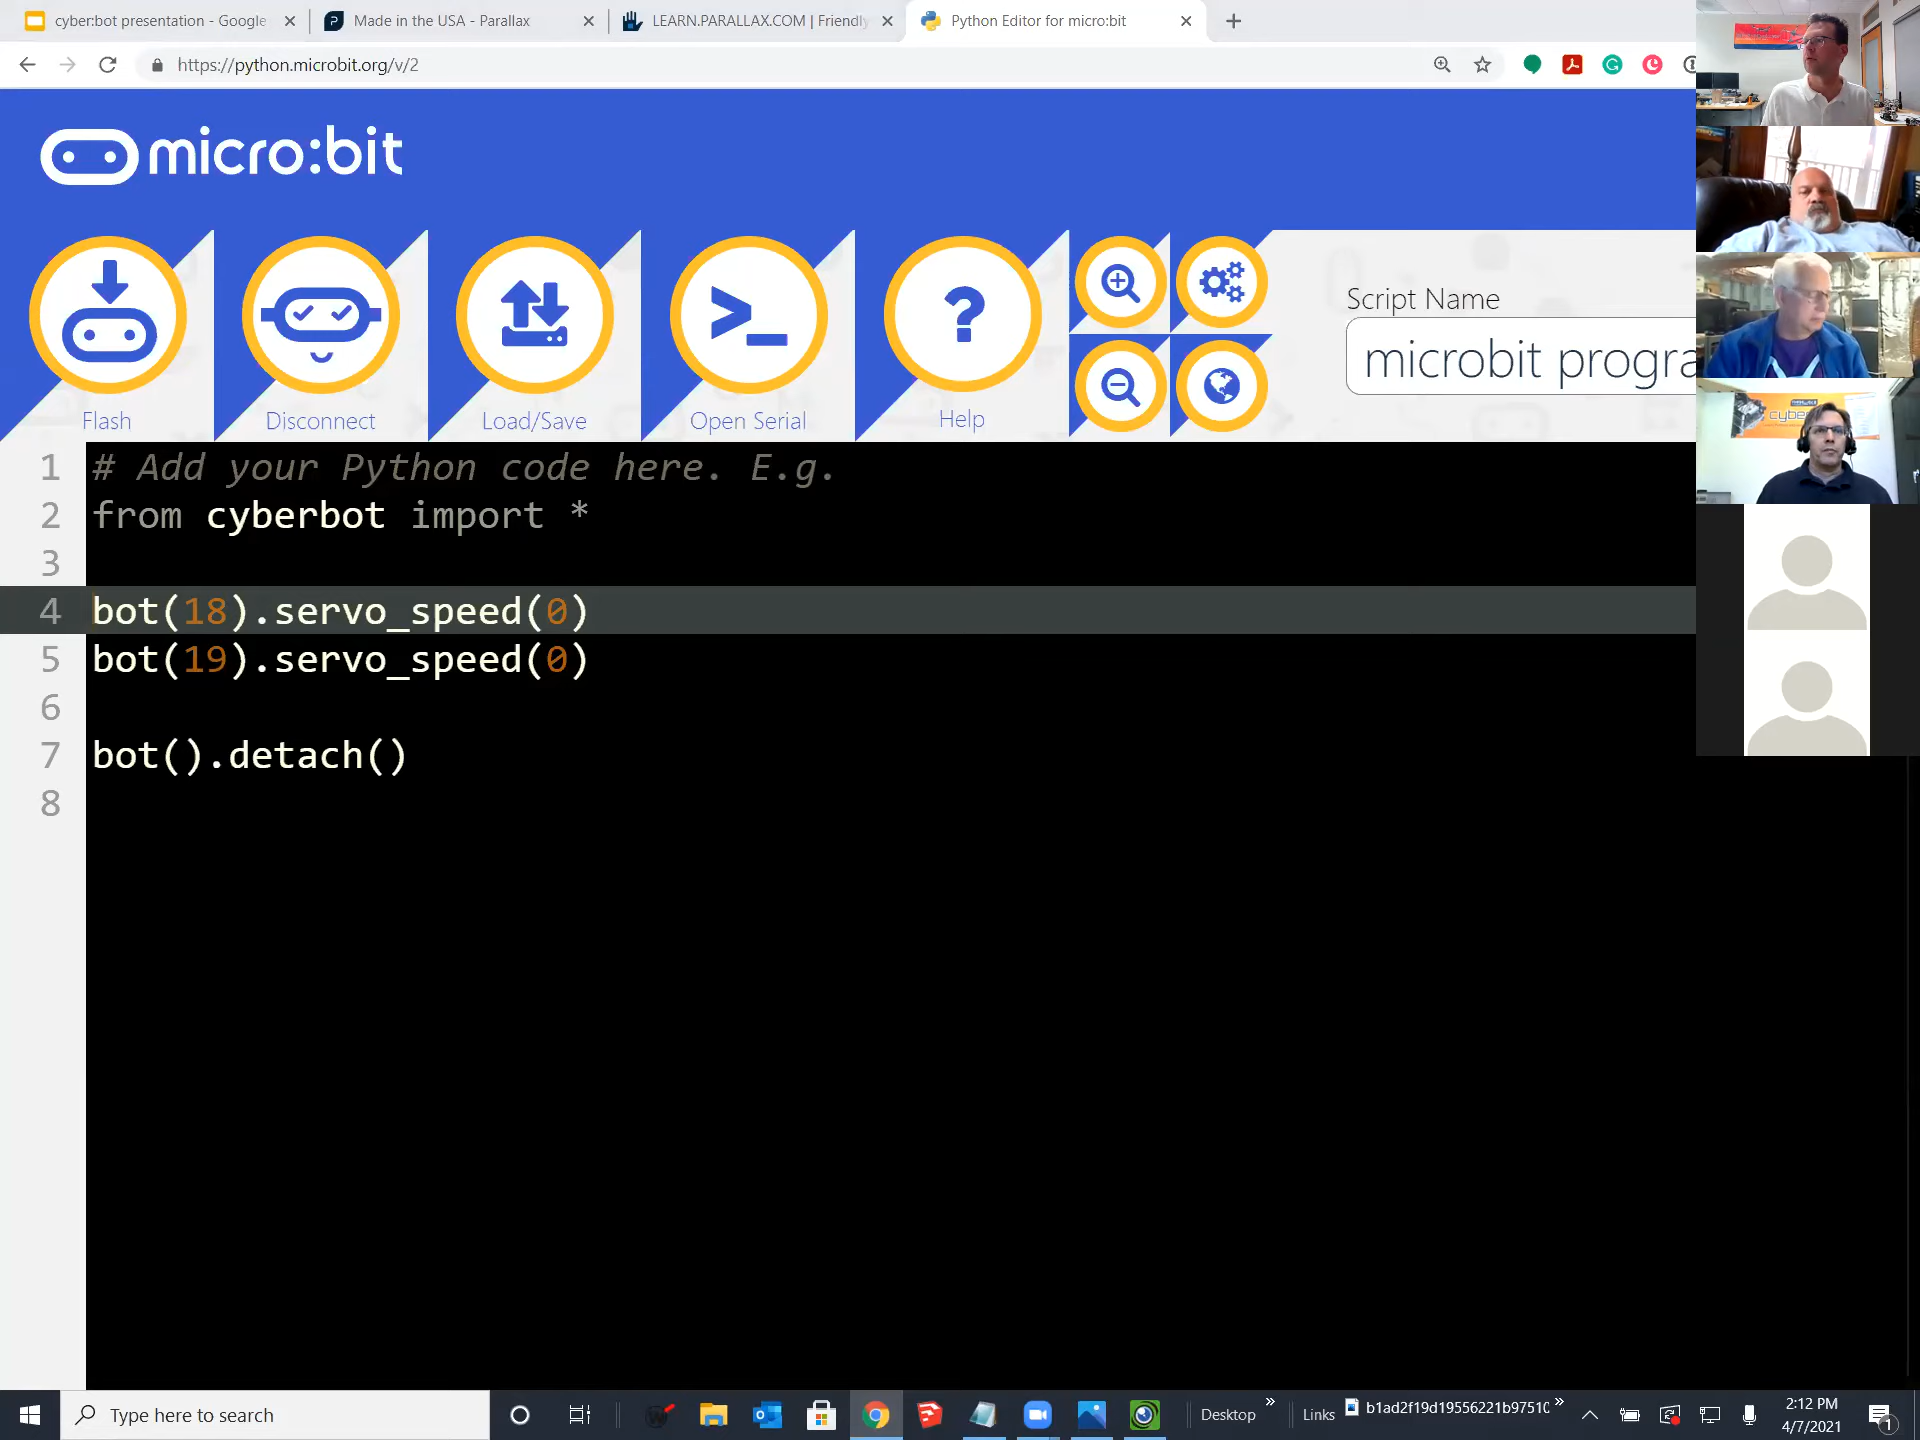 cyber:bot presentation - Google
Made in the USA - Parallax
LEARN.PARALLAX.COM | Friendly
Python Editor for micro:bit
https://python.microbit.org/v/2
micro:bit
Flash
Disconnect
Load/Save
Open Serial
Help
Script Name
microbit progra
1 # Add your Python code here. E.g.
2 from cyberbot import *
3
4 bot(18).servo_speed(0)
5 bot(19).servo_speed(0)
6
7 bot().detach()
8
Type here to search
Desktop
Links
b1ad2f19d19556221b9751(
2:12 PM
4/7/2021
1